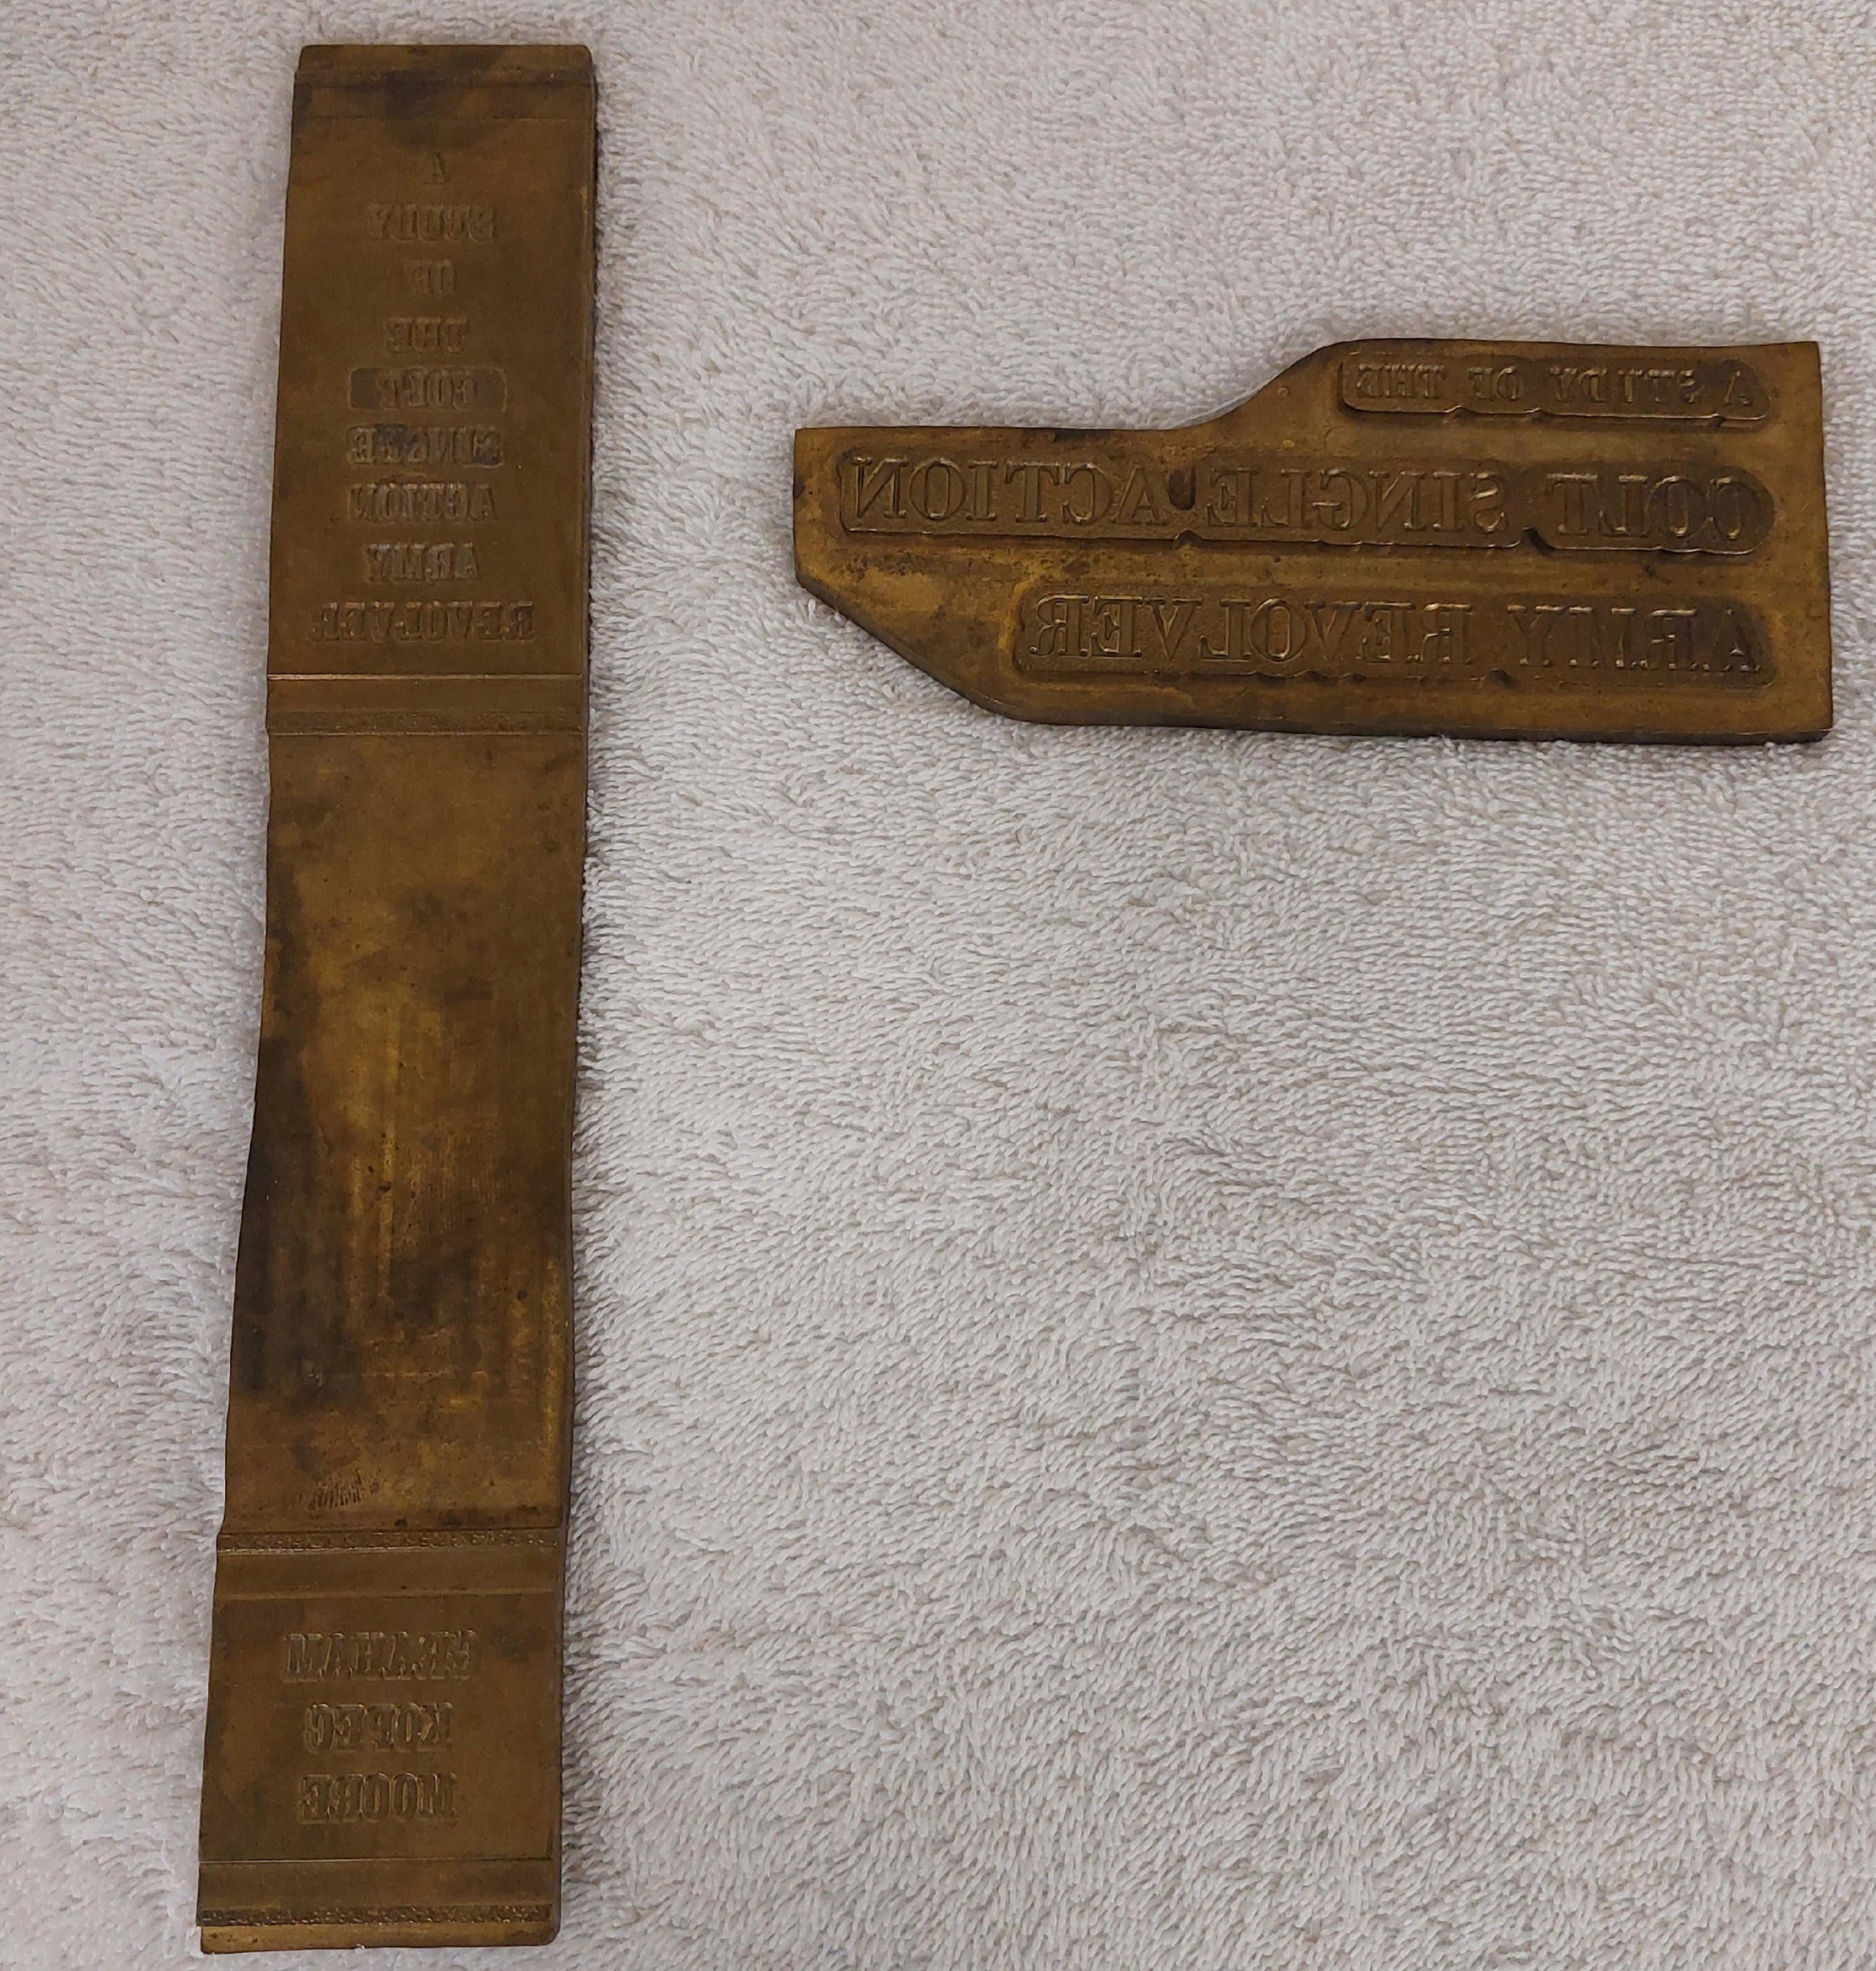 A
STUDY
OF
THE
COLT
SINGLE
ACTION
ARMY
REVOLVER
GRAHAM
KOPEC
MOORE
A STUDY OF THE
COLT SINGLE ACTION
ARMY REVOLVER